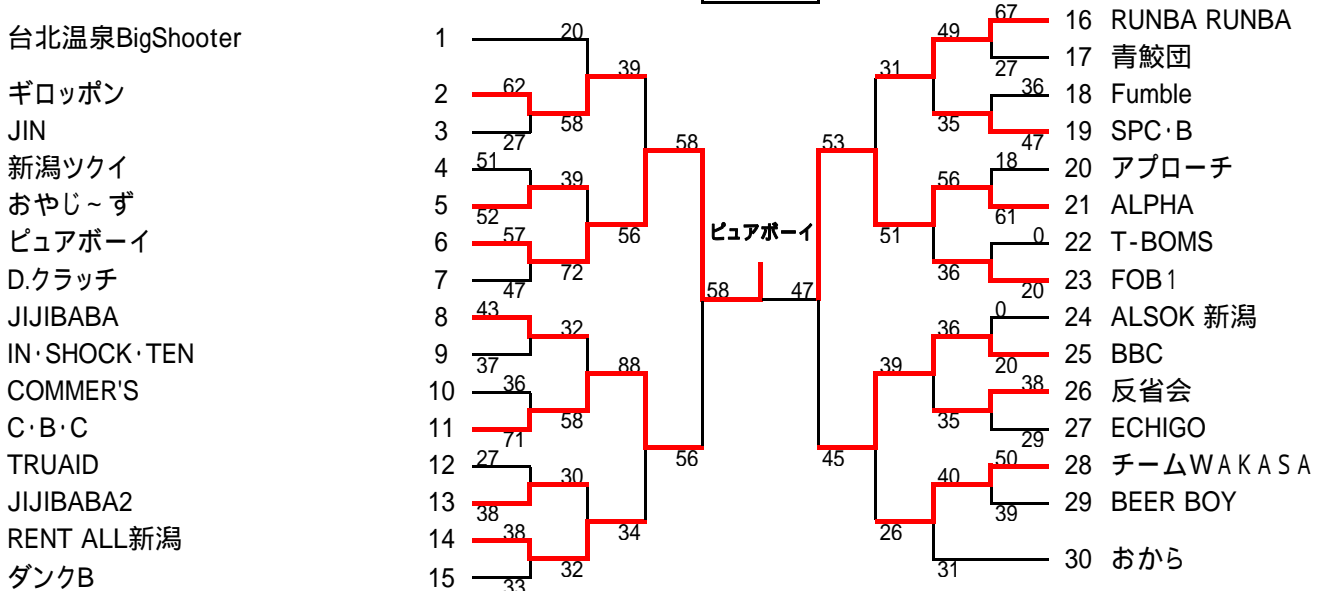 台北温泉BigShooter 1 20
ギロッポン 2 62
39
JIN 3 27 58
新潟ツクイ 4 51
58
おやじ～ず 5 52 39
ピュアボーイ 6 57
56
D.クラッチ 7 47 72
JIJIBABA 8 43
IN･SHOCK･TEN 9 37 32
COMMER'S 10 36
88
C･B･C 11 71 58
TRUAID 12 27
56
JIJIBABA2 13 38 30
RENT ALL新潟 14 38
34
ダンクB 15 33 32
ピュアボーイ
58 47
67 16 RUNBA RUNBA
49
27 17 青鮫団
31
36 18 Fumble
35
47 19 SPC･B
53
18 20 アプローチ
56
61 21 ALPHA
51
0 22 T-BOMS
36
20 23 FOB1
0 24 ALSOK 新潟
36
20 25 BBC
39
38 26 反省会
35
29 27 ECHIGO
45
50 28 チームWAKASA
40
39 29 BEER BOY
26
31 30 おから